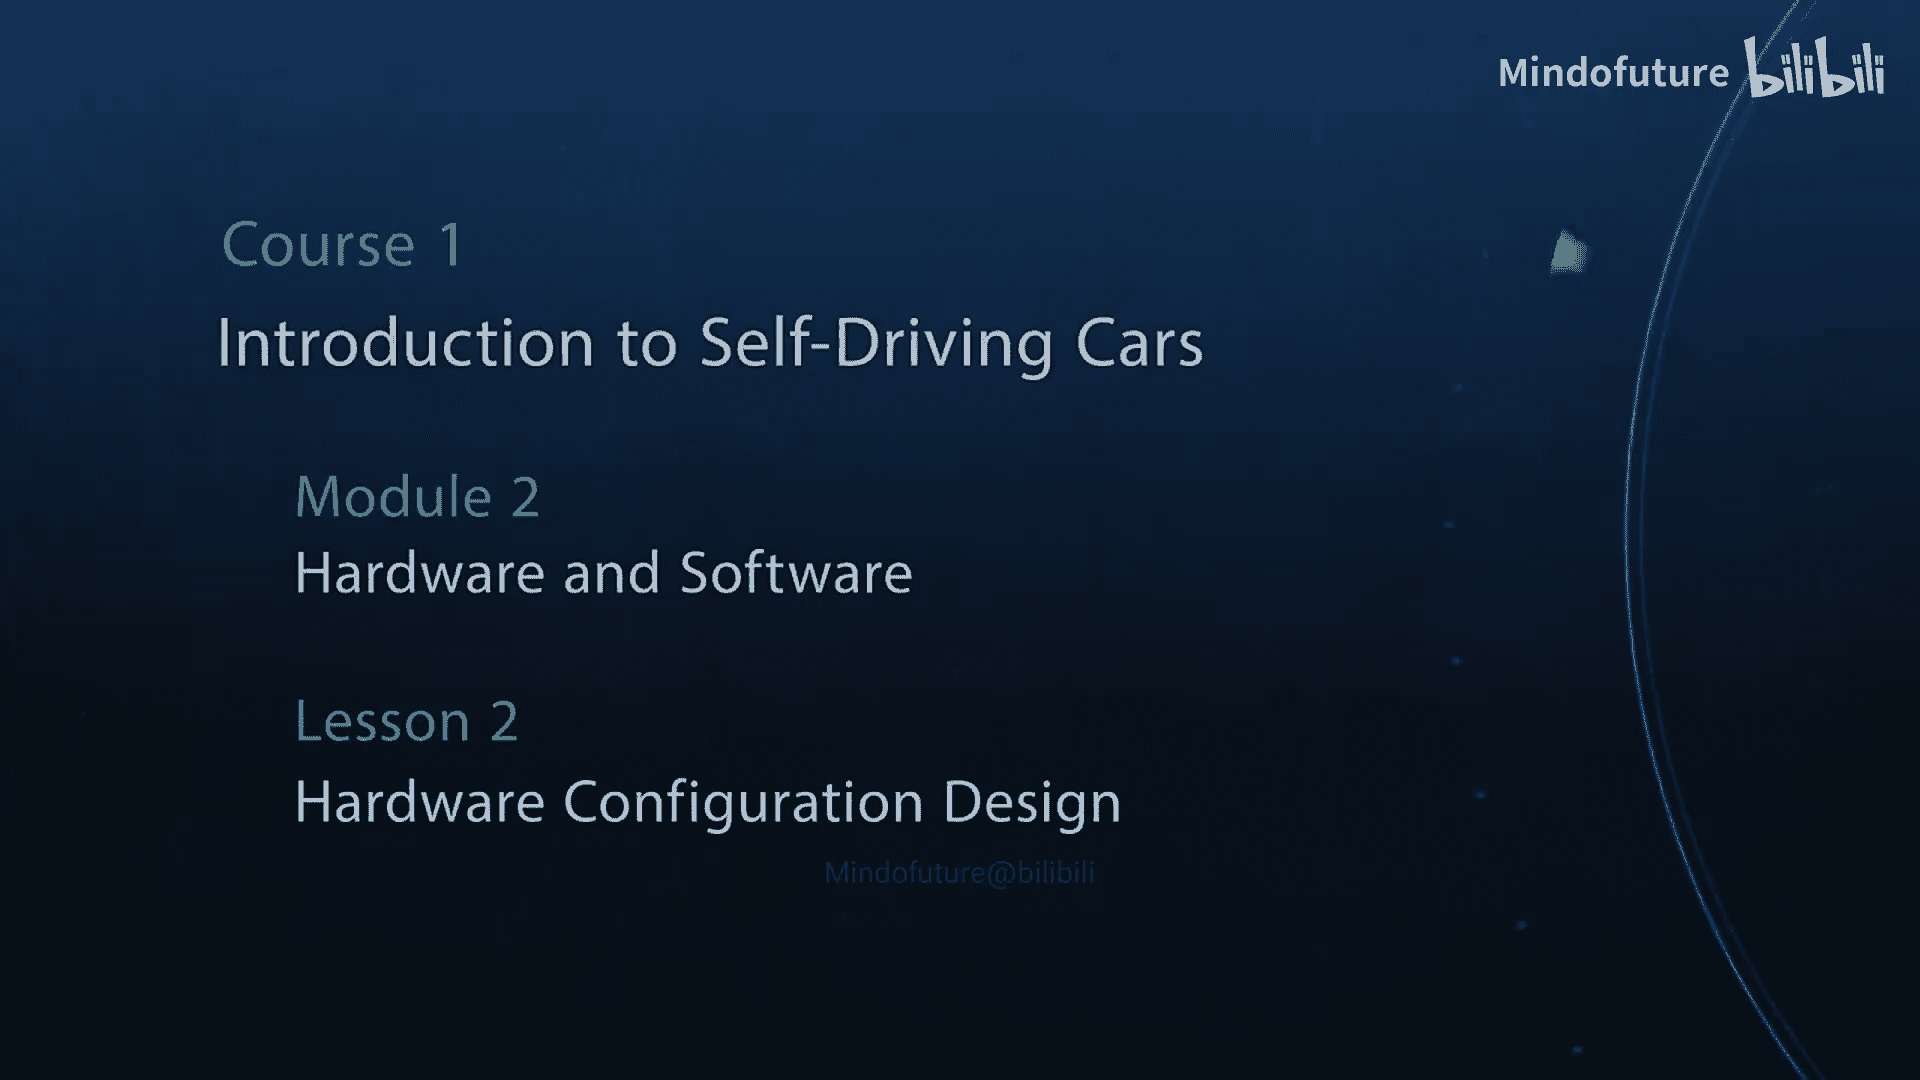 Mindofuture bilibili
Course 1
Introduction to Self-Driving Cars
Module 2
Hardware and Software
Lesson 2
Hardware Configuration Design
Mindofuture@bilibili